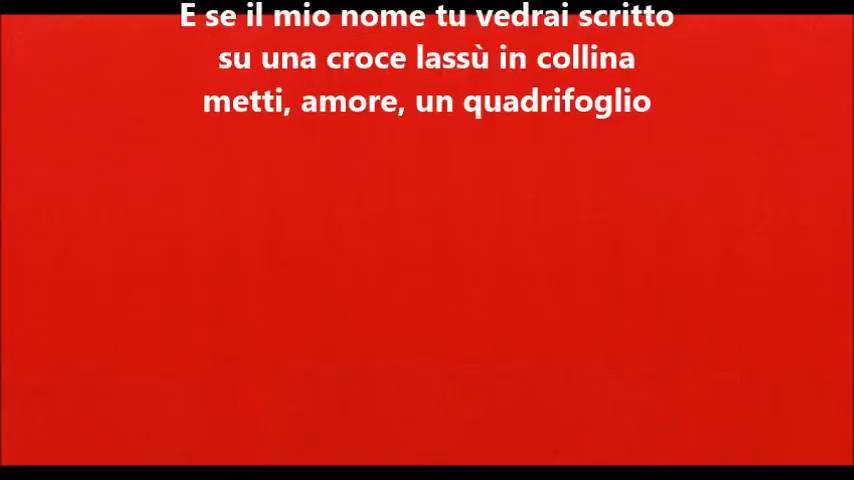 E se il mio nome tu vedrai scritto
su una croce lassù in collina
metti, amore, un quadrifoglio